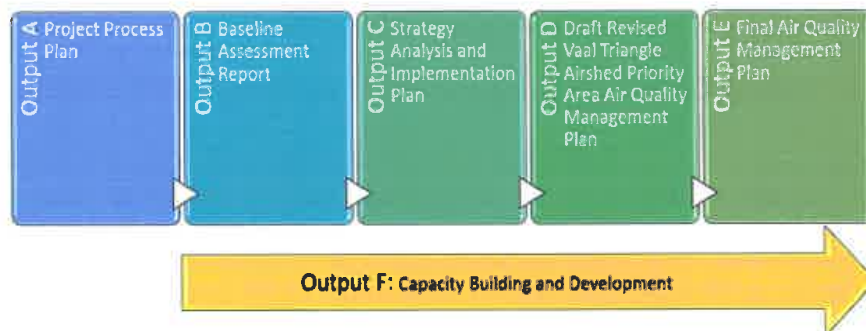 Output A
Project Process
Plan
Output B
Baseline
Assessment
Report
Output C
Strategy
Analysis and
Implementation
Plan
Output D
Draft Revised
Vaal Triangle
Airshed Priority
Area Air Quality
Management
Plan
Output E
Final Air Quality
Management
Plan
Output F: Capacity Building and Development